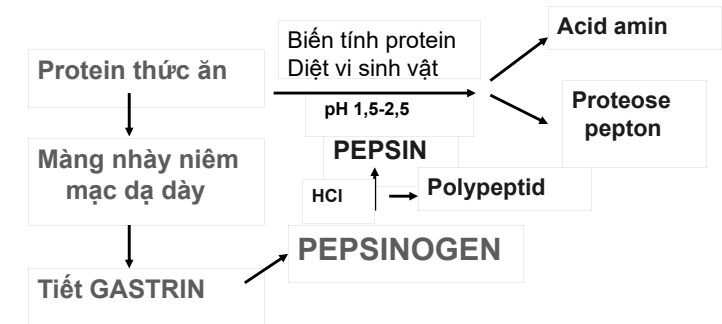 Acid amin
Biến tính protein
Diệt vi sinh vật
Protein thức ăn
pH 1,5-2,5
Proteose
pepton
PEPSIN
Màng nhày niêm
mạc dạ dày
HCl
Polypeptid
PEPSINOGEN
Tiết GASTRIN